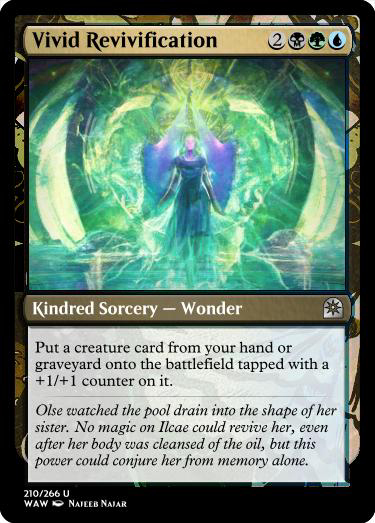 Vivid Revivification 2
Kindred Sorcery — Wonder
Put a creature card from your hand or
graveyard onto the battlefield tapped with a
+1/+1 counter on it.
Olse watched the pool drain into the shape of her
sister. No magic on Ilcae could revive her, even
after her body was cleansed of the oil, but this
power could conjure her from memory alone.
210/266 U
WAW Najeeb Najar